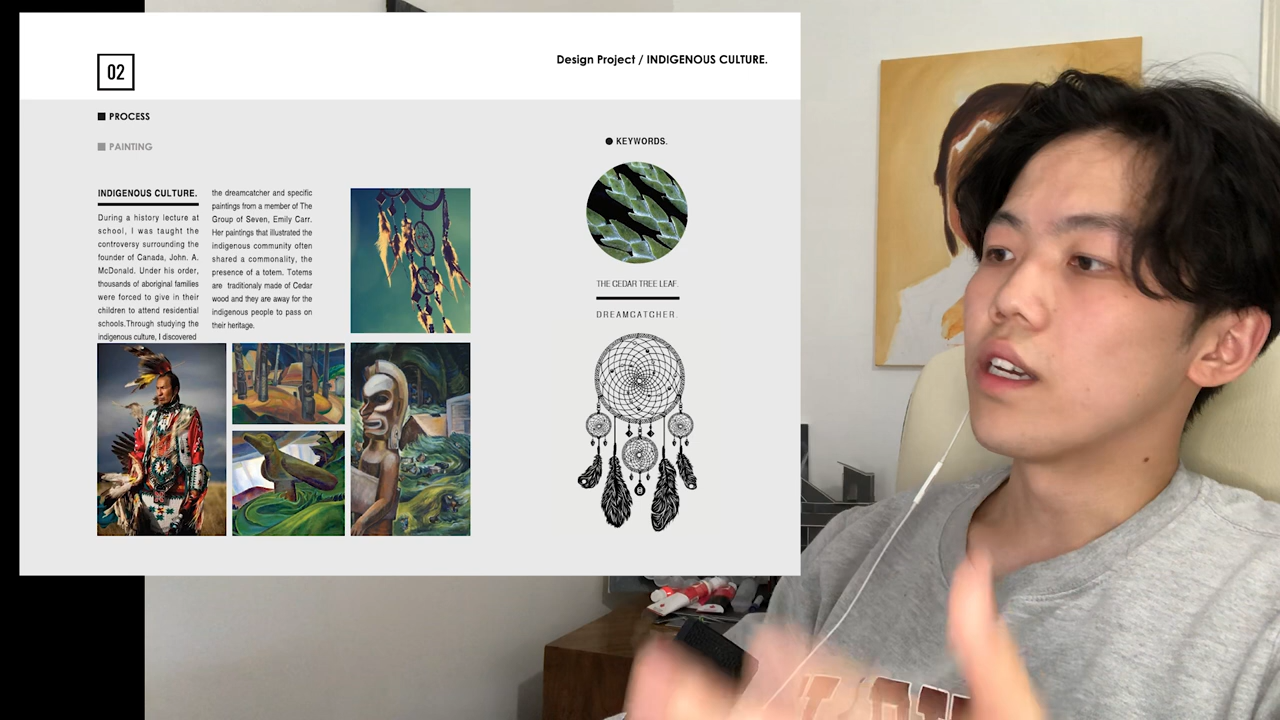 02
Design Project / INDIGENOUS CULTURE.
PROCESS
PAINTING
INDIGENOUS CULTURE.
During a history lecture at
school, I was taught the
controversy surrounding the
founder of Canada, John. A.
McDonald. Under his order,
thousands of aboriginal families
were forced to give in their
children to attend residential
schools.Through studying the
indigenous culture, I discovered
the dreamcatcher and specific
paintings from a member of The
Group of Seven, Emily Carr.
Her paintings that illustrated the
indigenous community often
shared a commonality, the
presence of a totem. Totems
are traditionaly made of Cedar
wood and they are away for the
indigenous people to pass on
their heritage.
KEYWORDS.
THE CEDAR TREE LEAF.
DREAMCATCHER.